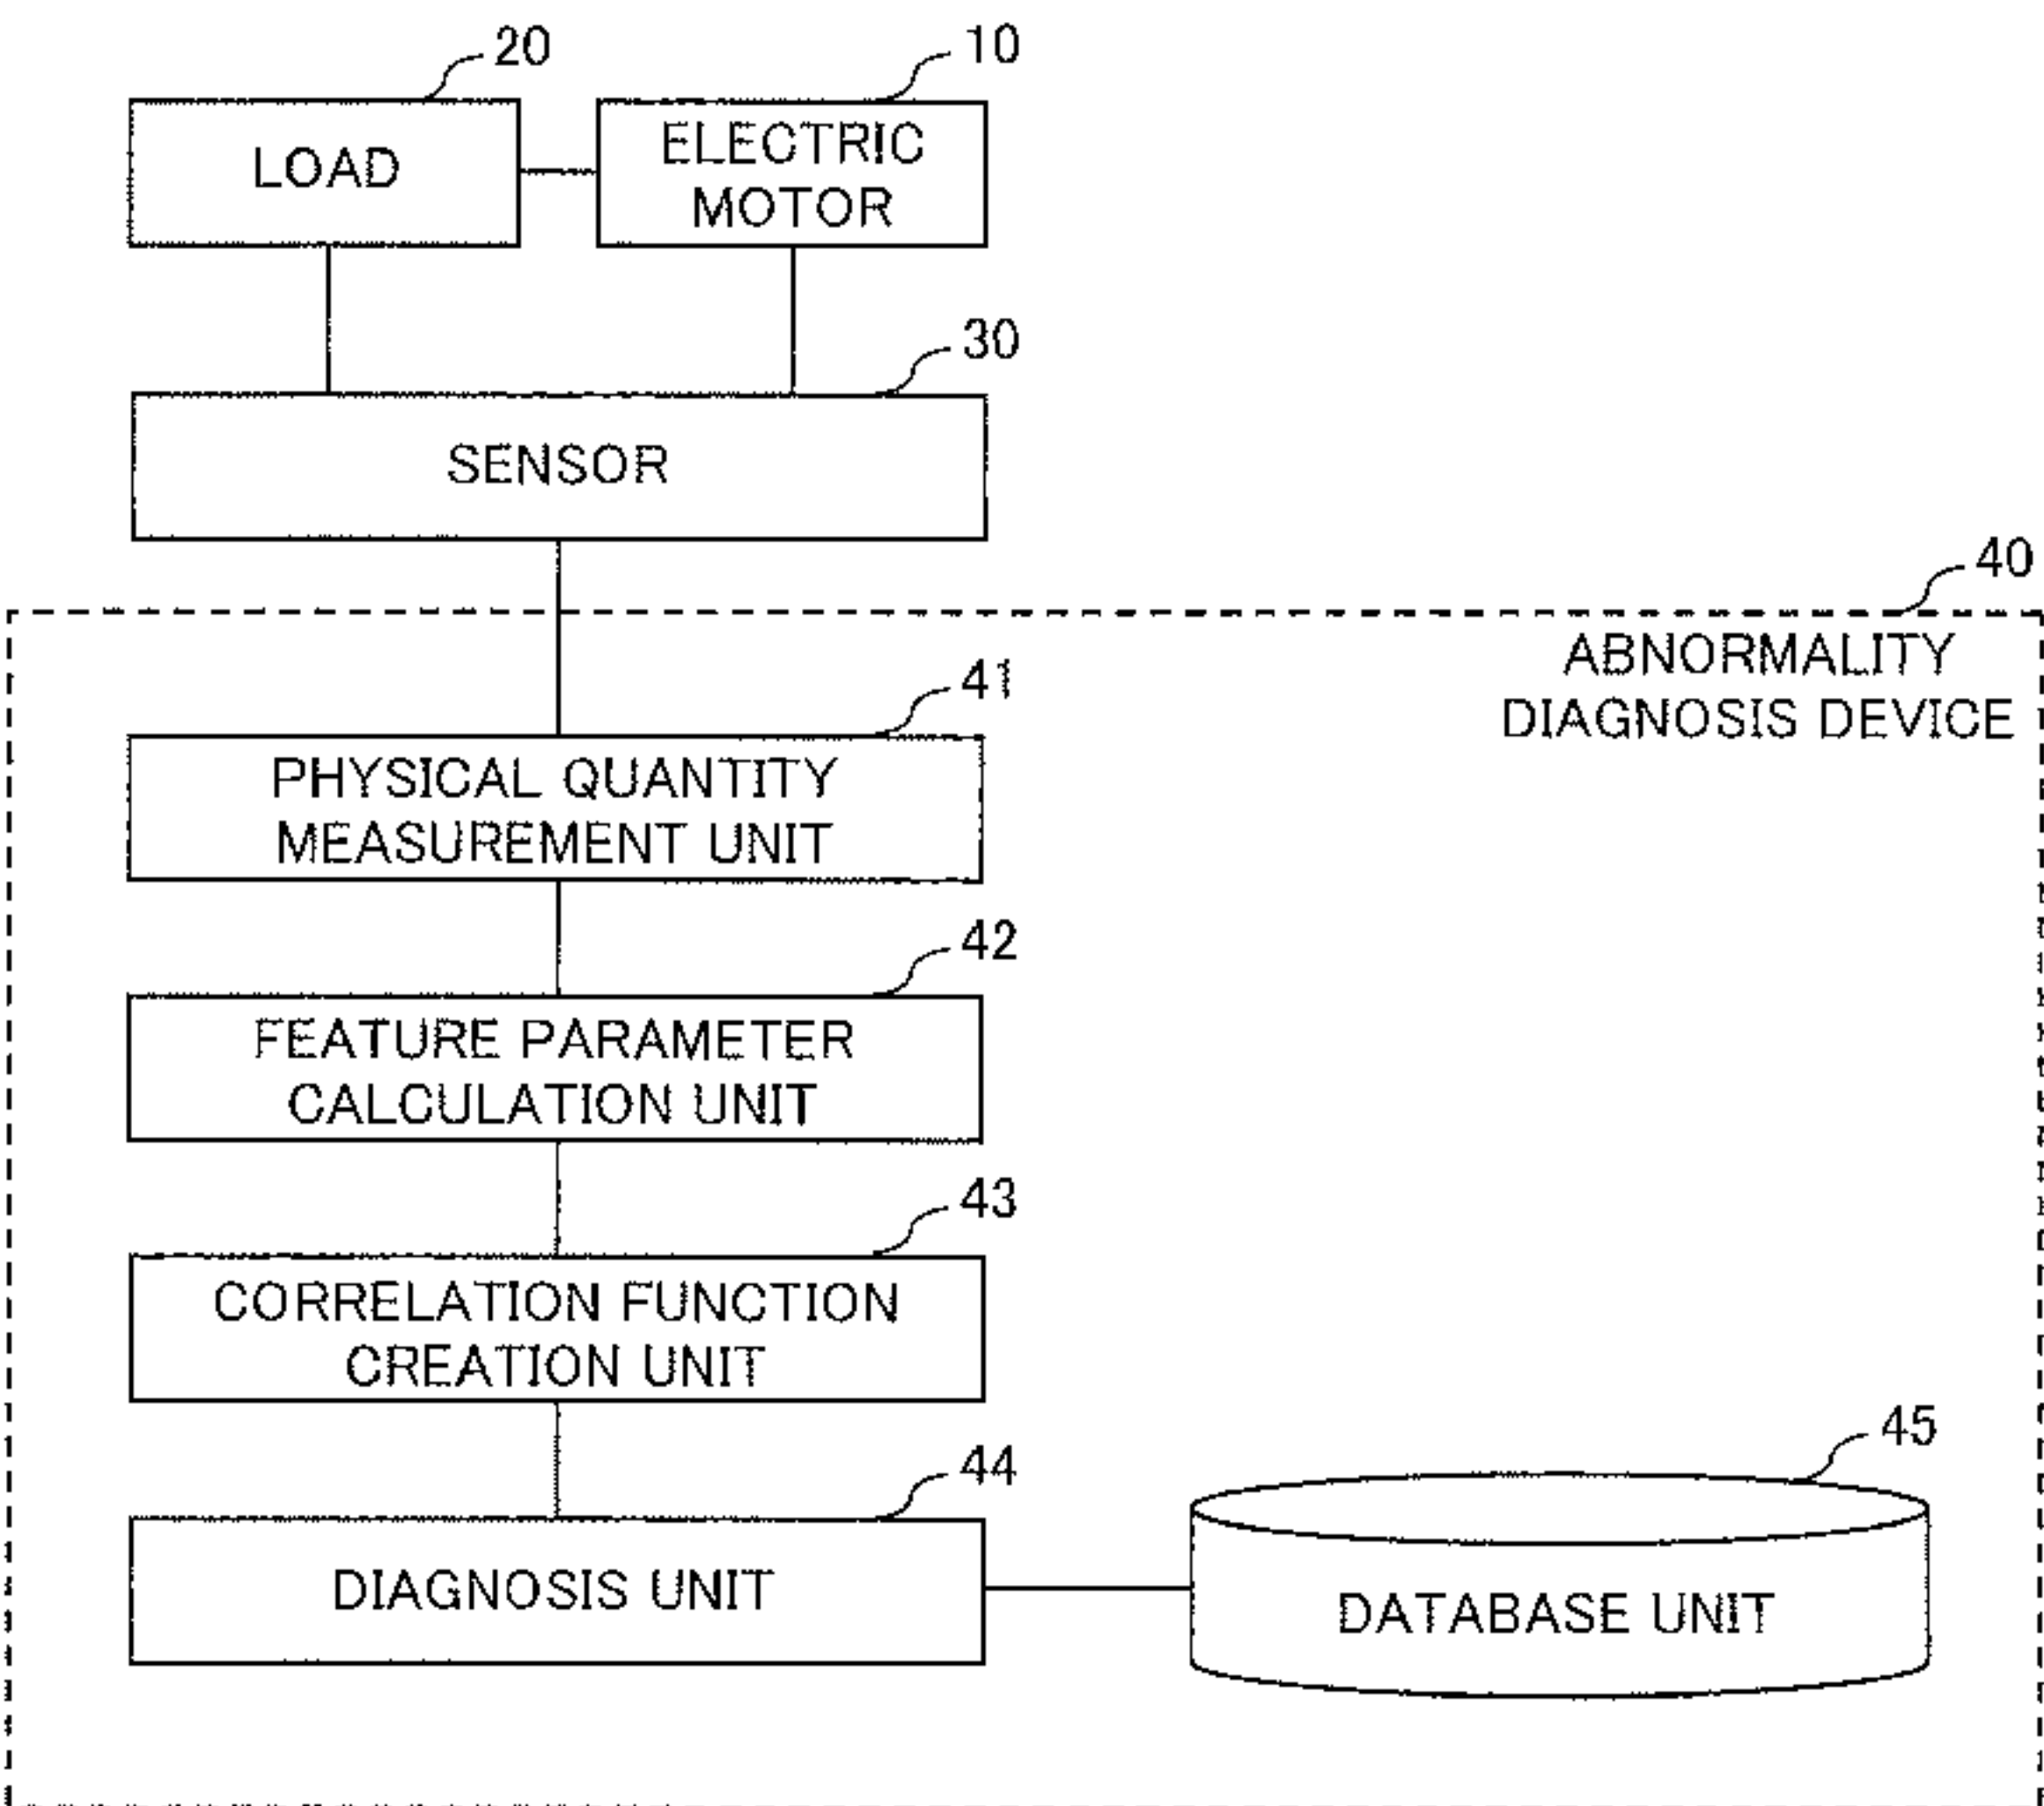 20
10
LOAD
ELECTRIC
MOTOR
30
SENSOR
40
ABNORMALITY
DIAGNOSIS DEVICE
41
PHYSICAL QUANTITY
MEASUREMENT UNIT
42
FEATURE PARAMETER
CALCULATION UNIT
43
CORRELATION FUNCTION
CREATION UNIT
44
DIAGNOSIS UNIT
45
DATABASE UNIT